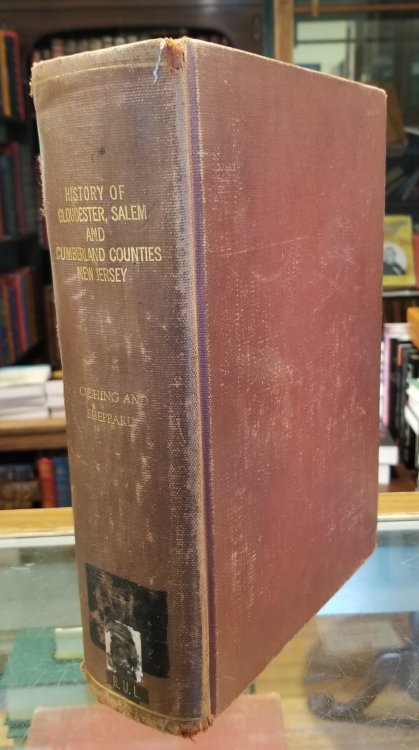 HISTORY OF
GLOUCESTER, SALEM
AND
CUMBERLAND COUNTIES
NEW JERSEY
CUSHING AND
SHEPPARD
R. U. L.